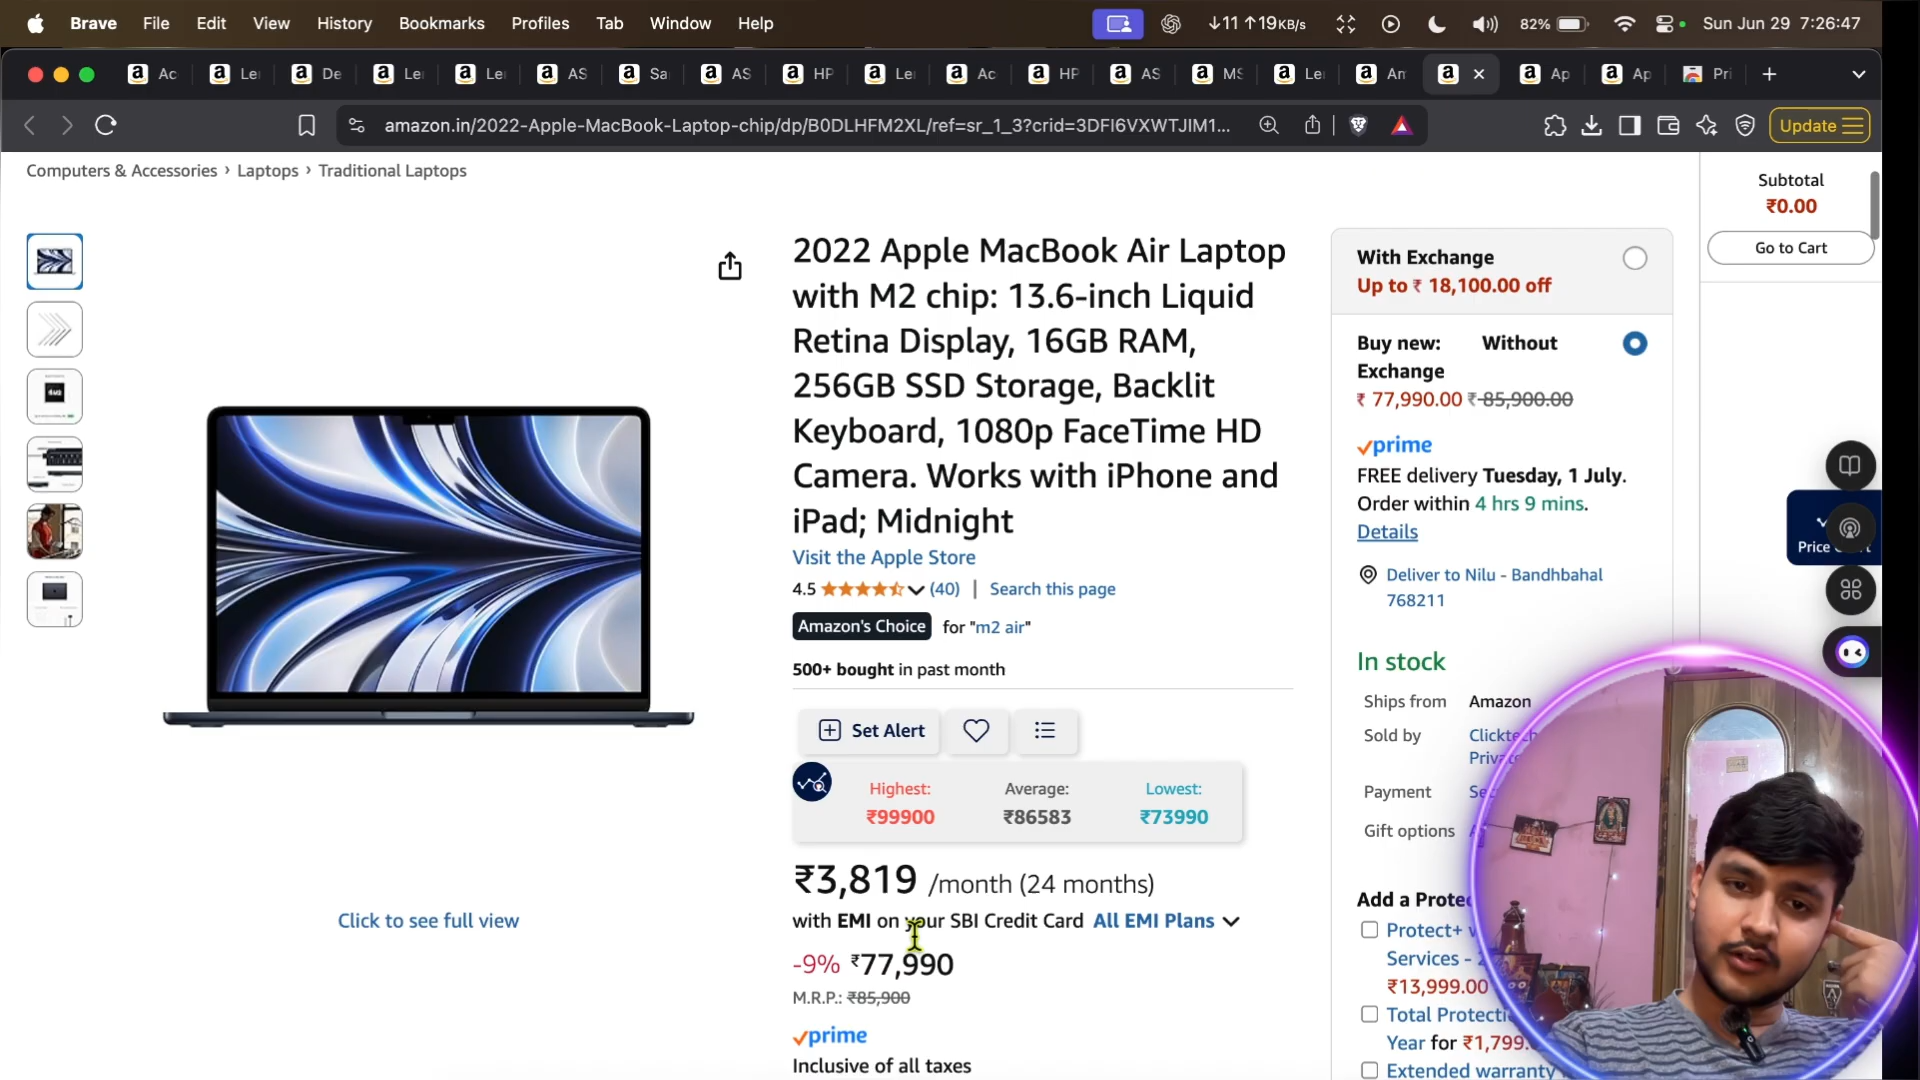 Brave File Edit View History Bookmarks Profiles Tab Window Help
↓11 ↑19KB/s 82% Sun Jun 29 7:26:47
Ac Le De Le Le AS Sa AS HP Le Ac HP AS MS Le Am Ap Ap Pri
amazon.in/2022-Apple-MacBook-Laptop-chip/dp/B0DLHFM2XL/ref=sr_1_3?crid=3DFI6VXWTJIM1...
Update
Computers & Accessories › Laptops › Traditional Laptops
Click to see full view
2022 Apple MacBook Air Laptop
with M2 chip: 13.6-inch Liquid
Retina Display, 16GB RAM,
256GB SSD Storage, Backlit
Keyboard, 1080p FaceTime HD
Camera. Works with iPhone and
iPad; Midnight
Visit the Apple Store
4.5 (40) | Search this page
Amazon's Choice for "m2 air"
500+ bought in past month
Set Alert
Highest: Average: Lowest:
₹99900 ₹86583 ₹73990
₹3,819 /month (24 months)
with EMI on your SBI Credit Card All EMI Plans
-9% ₹77,990
M.R.P.: ₹85,900
prime
Inclusive of all taxes
With Exchange
Up to ₹ 18,100.00 off
Buy new: Without
Exchange
₹ 77,990.00 ₹ 85,900.00
prime
FREE delivery Tuesday, 1 July.
Order within 4 hrs 9 mins.
Details
Deliver to Nilu - Bandhbahal
768211
In stock
Ships from Amazon
Sold by Clicktech
Payment
Gift options
Add a Protec
Protect+
Services -
₹13,999.00
Total Protecti
Year for ₹1,799.
Extended warranty
Subtotal
₹0.00
Go to Cart
Price